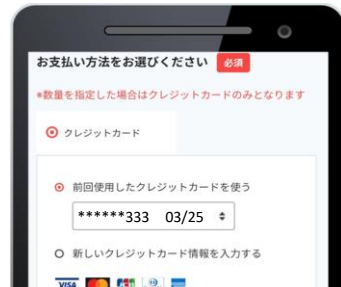 お支払い方法をお選びください 必須
*数量を指定した場合はクレジットカードのみとなります
クレジットカード
前回使用したクレジットカードを使う
******333 03/25
新しいクレジットカード情報を入力する
VISA